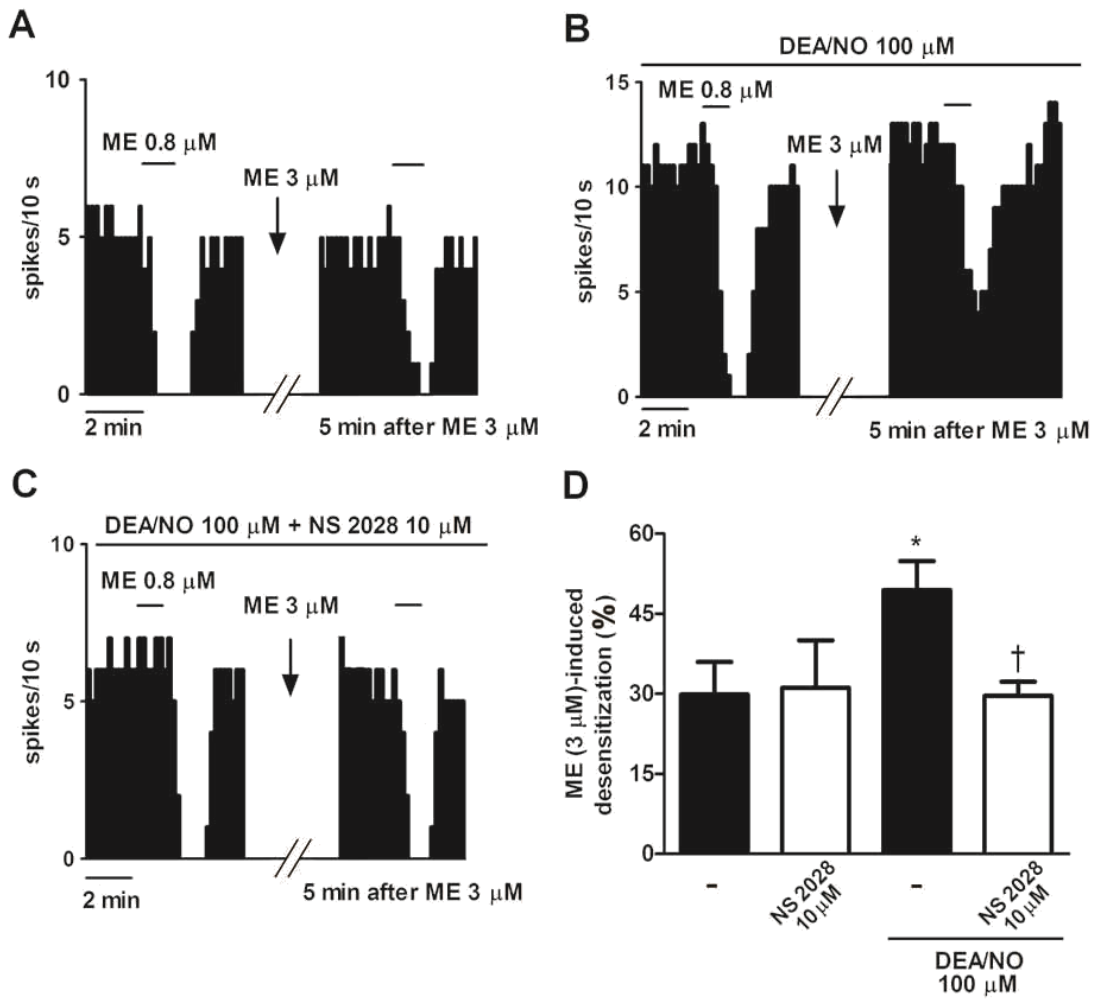 A
10
5
0
spikes/10 s
ME 0.8 μM
ME 3 μM
2 min
5 min after ME 3 μM
B
DEA/NO 100 μM
15
10
5
0
spikes/10 s
ME 0.8 μM
ME 3 μM
2 min
5 min after ME 3 μM
C
DEA/NO 100 μM + NS 2028 10 μM
10
5
0
spikes/10 s
ME 0.8 μM
ME 3 μM
2 min
5 min after ME 3 μM
D
60
45
30
15
0
ME (3 μM)-induced
desensitization (%)
*
†
-
NS 2028
10 μM
-
NS 2028
10 μM
DEA/NO
100 μM